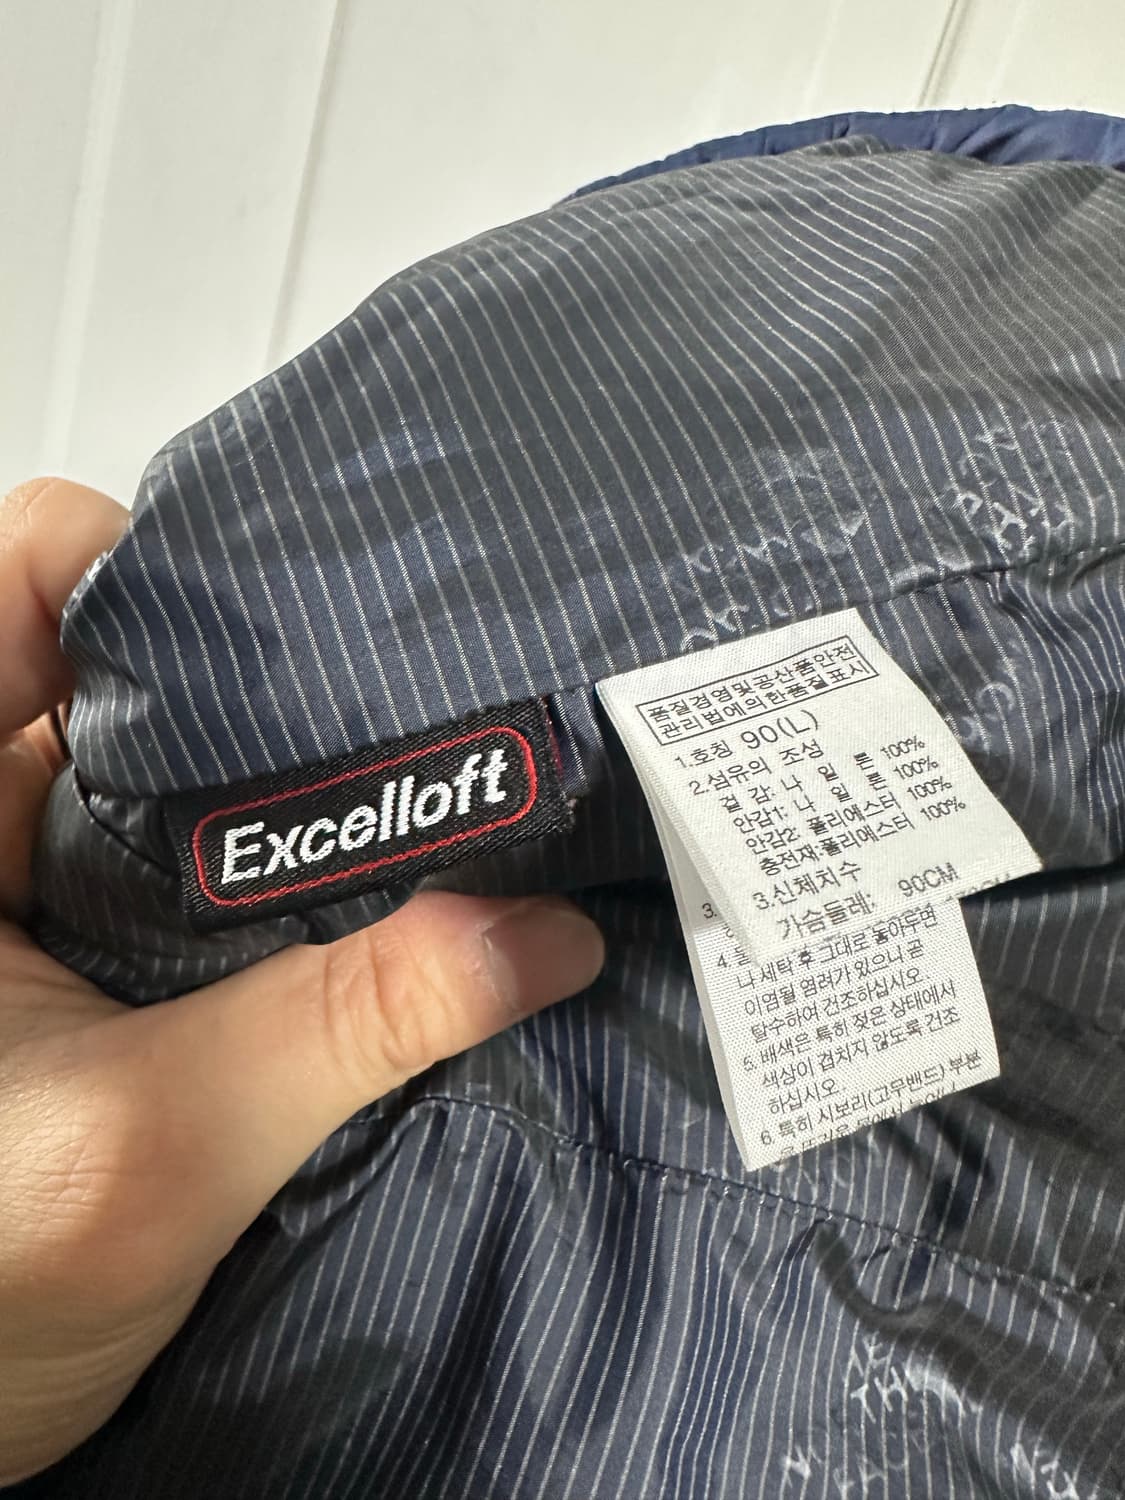 Excelloft
품질경영및공산품안전
관리법에의한품질표시
1.호칭 90(L)
2.섬유의 조성
겉 감: 나 일 론 100%
안감1: 나 일 론 100%
안감2: 폴리에스터 100%
충전재:폴리에스터 100%
3.신체치수
가슴둘레: 90CM
3.
4.
나 세탁 후 그대로 놓아두면
이염될 염려가 있으니 곧
탈수하여 건조하십시오.
5. 배색은 특히 젖은 상태에서
색상이 겹치지 않도록 건조
하십시오.
6. 특히 시보리(고무밴드) 부분